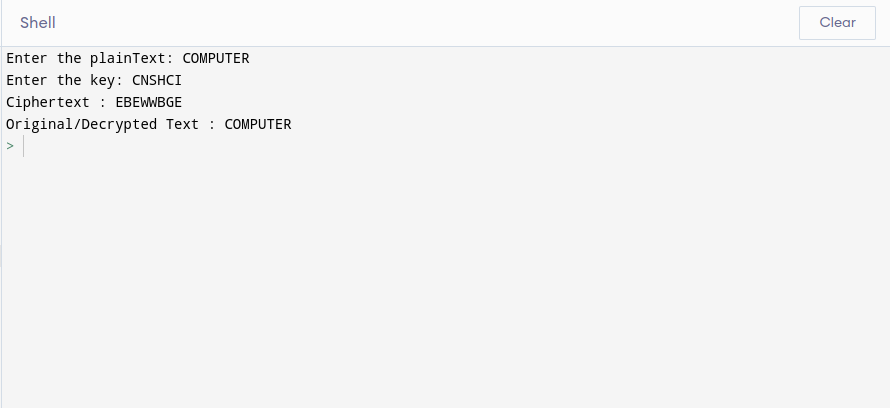 Shell
Clear
Enter the plainText: COMPUTER
Enter the key: CNSHCI
Ciphertext : EBEWWBGE
Original/Decrypted Text : COMPUTER
>